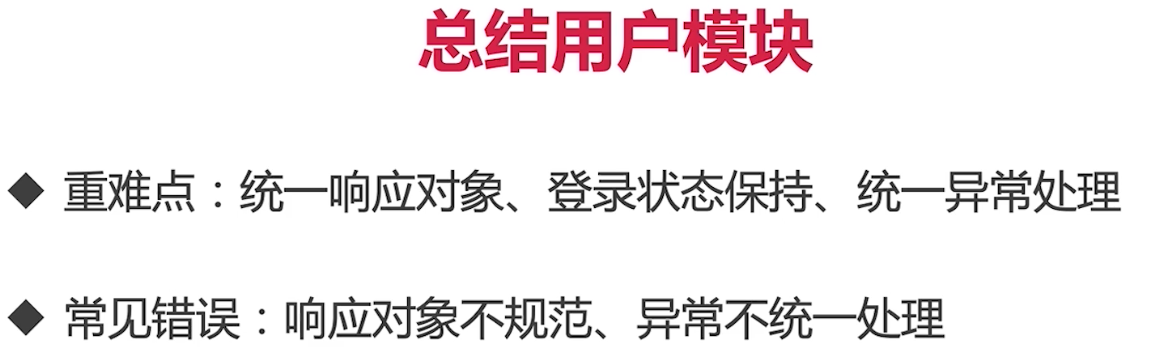 总结用户模块
◆ 重难点：统一响应对象、登录状态保持、统一异常处理
◆ 常见错误：响应对象不规范、异常不统一处理